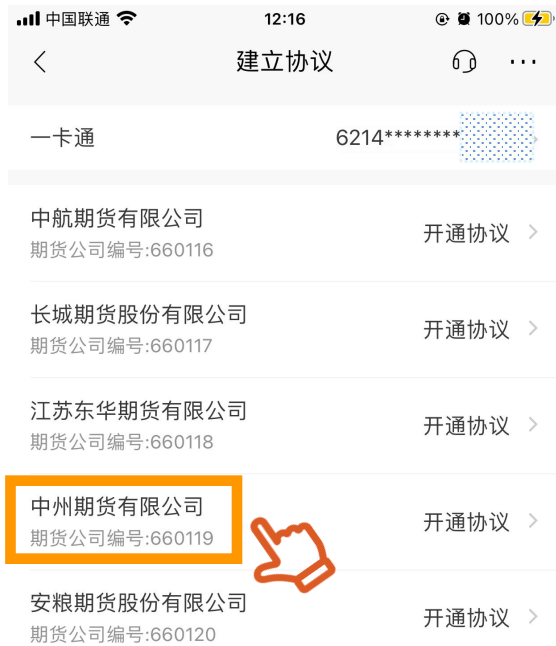 中国联通 12:16 100%
建立协议
一卡通 6214********
中航期货有限公司
期货公司编号:660116
开通协议
长城期货股份有限公司
期货公司编号:660117
开通协议
江苏东华期货有限公司
期货公司编号:660118
开通协议
中州期货有限公司
期货公司编号:660119
开通协议
安粮期货股份有限公司
期货公司编号:660120
开通协议